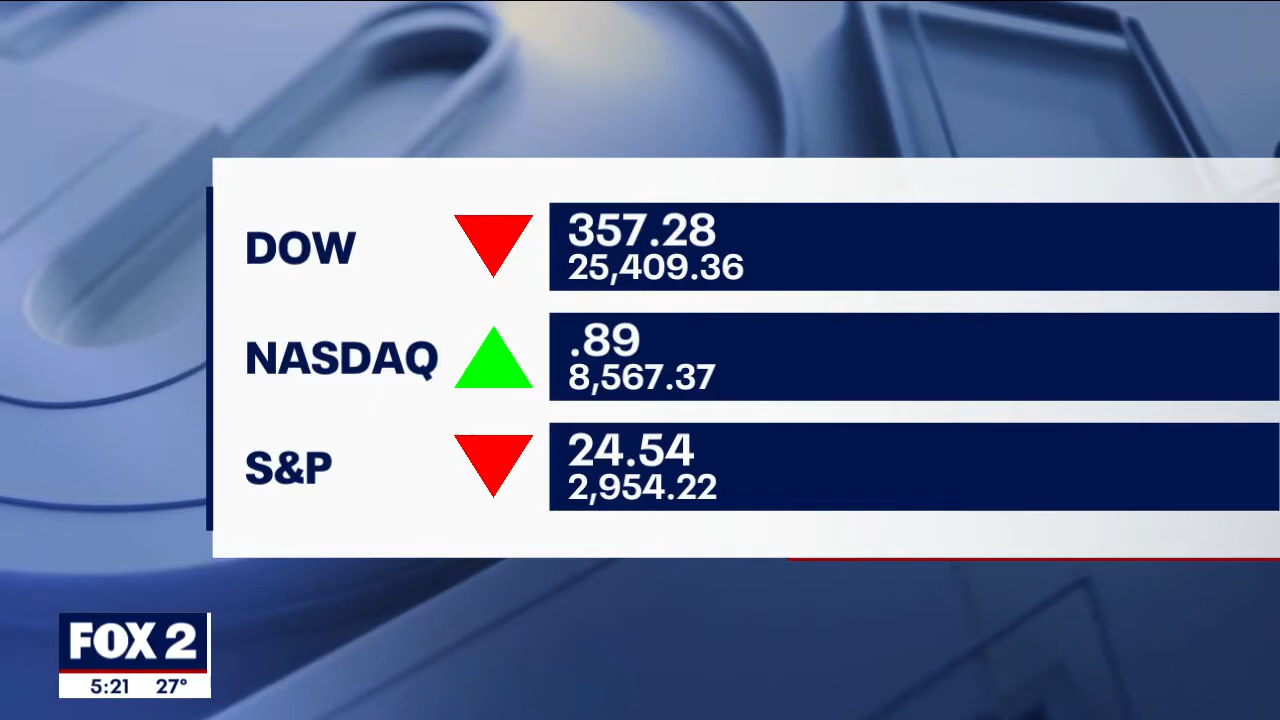 DOW
357.28
25,409.36
NASDAQ
.89
8,567.37
S&P
24.54
2,954.22
FOX 2
5:21 27°